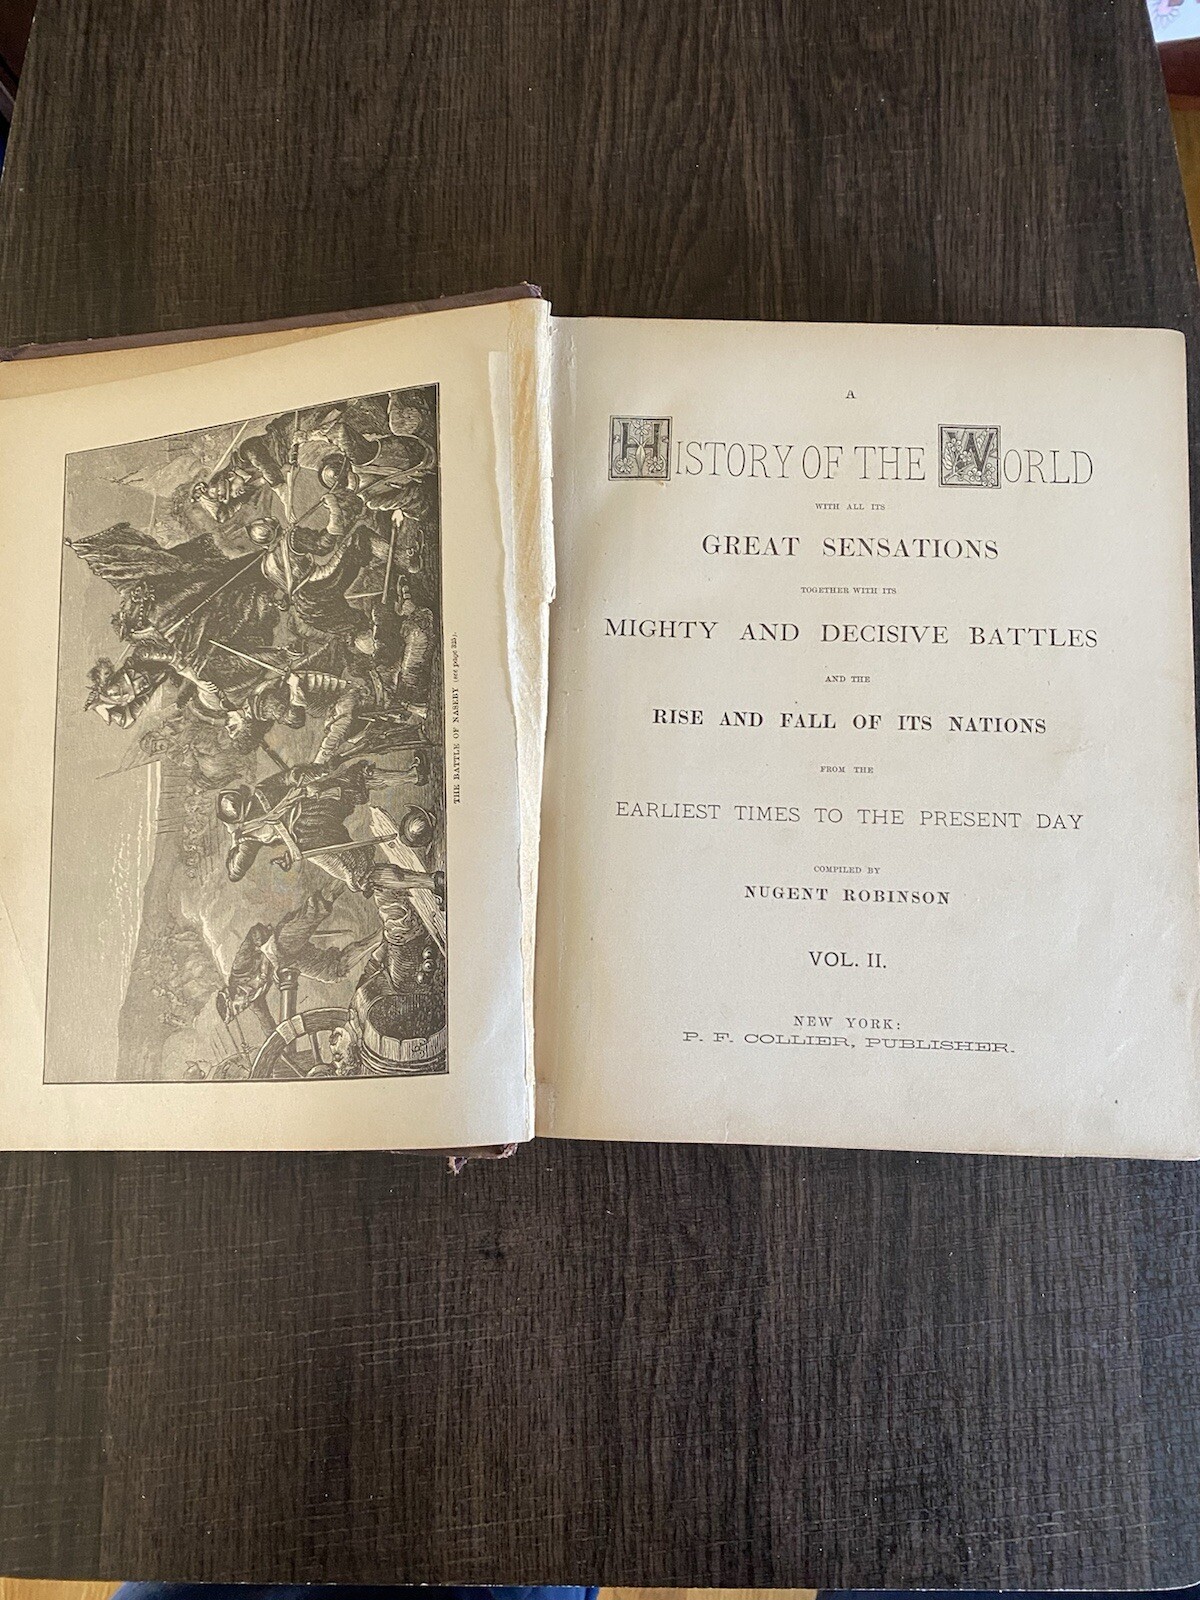 THE BATTLE OF NASEBY (see page 325).
A
HISTORY OF THE WORLD
WITH ALL ITS
GREAT SENSATIONS
TOGETHER WITH ITS
MIGHTY AND DECISIVE BATTLES
AND THE
RISE AND FALL OF ITS NATIONS
FROM THE
EARLIEST TIMES TO THE PRESENT DAY
COMPILED BY
NUGENT ROBINSON
VOL. II.
NEW YORK:
P. F. COLLIER, PUBLISHER.